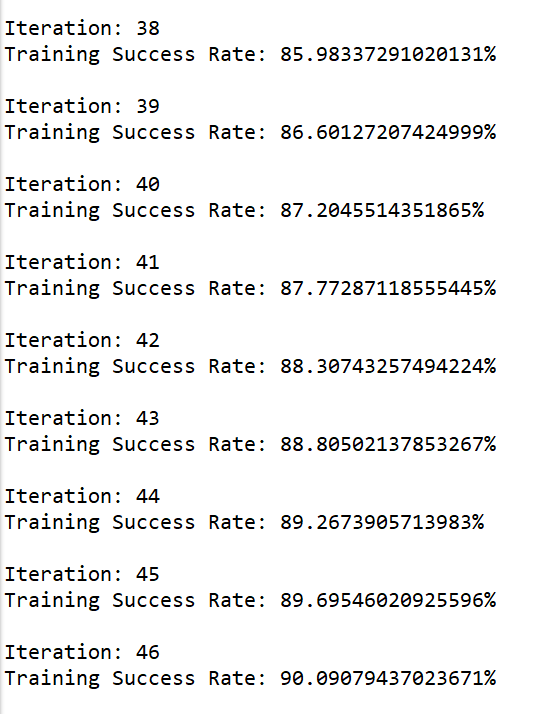 Iteration: 38
Training Success Rate: 85.98337291020131%
Iteration: 39
Training Success Rate: 86.60127207424999%
Iteration: 40
Training Success Rate: 87.2045514351865%
Iteration: 41
Training Success Rate: 87.77287118555445%
Iteration: 42
Training Success Rate: 88.30743257494224%
Iteration: 43
Training Success Rate: 88.80502137853267%
Iteration: 44
Training Success Rate: 89.2673905713983%
Iteration: 45
Training Success Rate: 89.69546020925596%
Iteration: 46
Training Success Rate: 90.09079437023671%